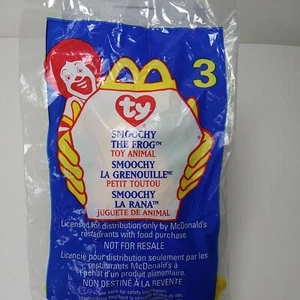 3
ty
SMOOCHY
THE FROG™
TOY ANIMAL
SMOOCHY
LA GRENOUILLE™
PETIT TOUTOU
SMOOCHY
LA RANA™
JUGUETE DE ANIMAL
Licensed for distribution only by McDonald's
restaurants with food purchase.
NOT FOR RESALE
Licencié pour distribution seulement par les
restaurants McDonald's à
l'achat d'un produit alimentaire.
NON DESTINÉ À LA REVENTE